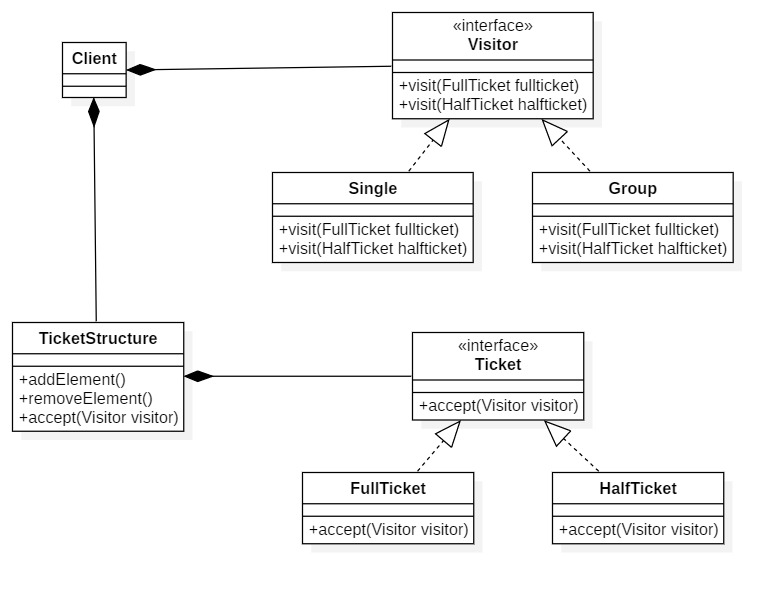 Client
«interface»
Visitor
+visit(FullTicket fullticket)
+visit(HalfTicket halfticket)
Single
+visit(FullTicket fullticket)
+visit(HalfTicket halfticket)
Group
+visit(FullTicket fullticket)
+visit(HalfTicket halfticket)
TicketStructure
+addElement()
+removeElement()
+accept(Visitor visitor)
«interface»
Ticket
+accept(Visitor visitor)
FullTicket
+accept(Visitor visitor)
HalfTicket
+accept(Visitor visitor)